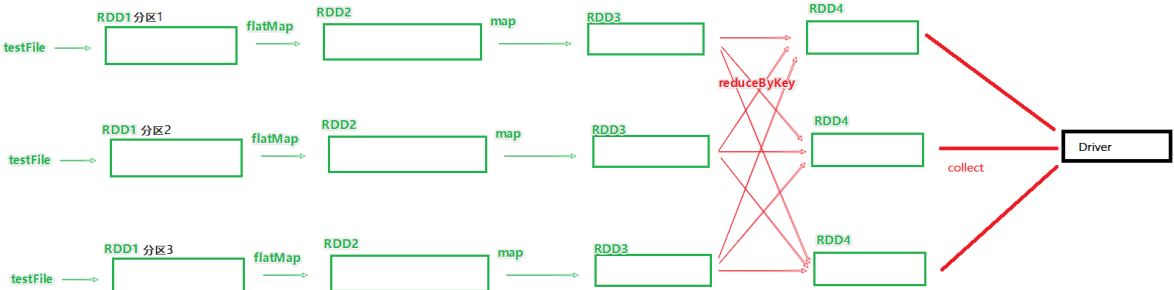 RDD1 分区1
RDD2
RDD3
RDD4
testFile
flatMap
map
reduceByKey
RDD1 分区2
RDD2
RDD3
RDD4
testFile
flatMap
map
Driver
collect
RDD1 分区3
RDD2
RDD3
RDD4
testFile
flatMap
map